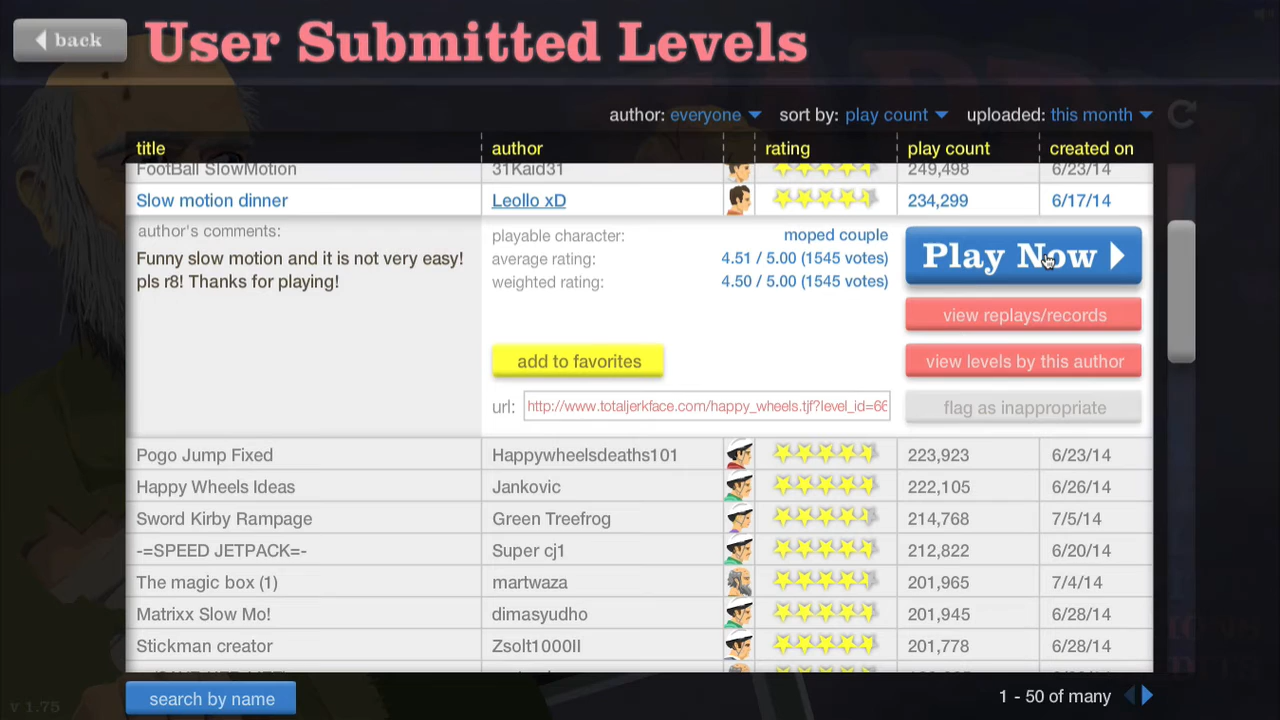 back
User Submitted Levels
author: everyone sort by: play count uploaded: this month
title author rating play count created on
FootBall SlowMotion 31Kaid31 249,498 6/23/14
Slow motion dinner Leollo xD 234,299 6/17/14
author's comments:
Funny slow motion and it is not very easy!
pls r8! Thanks for playing!
playable character: moped couple
average rating: 4.51 / 5.00 (1545 votes)
weighted rating: 4.50 / 5.00 (1545 votes)
add to favorites
url: http://www.totaljerkface.com/happy_wheels.tjf?level_id=66
Play Now
view replays/records
view levels by this author
flag as inappropriate
Pogo Jump Fixed Happywheelsdeaths101 223,923 6/23/14
Happy Wheels Ideas Jankovic 222,105 6/26/14
Sword Kirby Rampage Green Treefrog 214,768 7/5/14
-=SPEED JETPACK=- Super cj1 212,822 6/20/14
The magic box (1) martwaza 201,965 7/4/14
Matrixx Slow Mo! dimasyudho 201,945 6/28/14
Stickman creator Zsolt1000II 201,778 6/28/14
search by name
1 - 50 of many
v 1.75